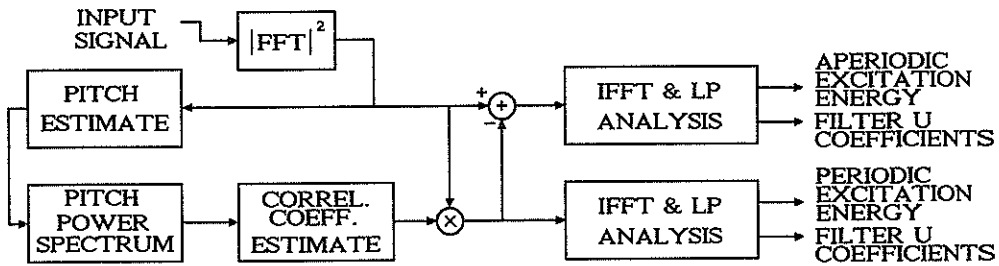 INPUT
SIGNAL
|FFT|²
PITCH
ESTIMATE
+
+
−
IFFT & LP
ANALYSIS
APERIODIC
EXCITATION
ENERGY
FILTER U
COEFFICIENTS
PITCH
POWER
SPECTRUM
CORREL.
COEFF.
ESTIMATE
×
IFFT & LP
ANALYSIS
PERIODIC
EXCITATION
ENERGY
FILTER U
COEFFICIENTS